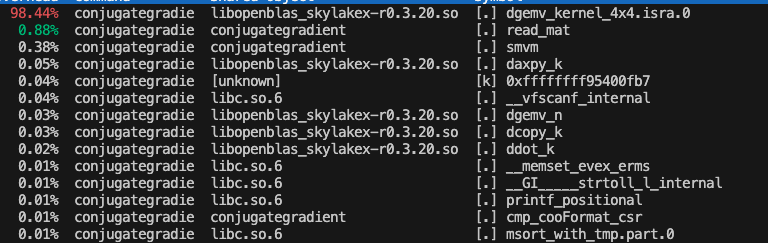 98.44% conjugategradie libopenblas_skylakex-r0.3.20.so [.] dgemv_kernel_4x4.isra.0
0.88% conjugategradie conjugategradient [.] read_mat
0.38% conjugategradie conjugategradient [.] smvm
0.05% conjugategradie libopenblas_skylakex-r0.3.20.so [.] daxpy_k
0.04% conjugategradie [unknown] [k] 0xffffffff95400fb7
0.04% conjugategradie libc.so.6 [.] __vfscanf_internal
0.03% conjugategradie libopenblas_skylakex-r0.3.20.so [.] dgemv_n
0.03% conjugategradie libopenblas_skylakex-r0.3.20.so [.] dcopy_k
0.02% conjugategradie libopenblas_skylakex-r0.3.20.so [.] ddot_k
0.01% conjugategradie libc.so.6 [.] __memset_evex_erms
0.01% conjugategradie libc.so.6 [.] __GI_____strtoll_l_internal
0.01% conjugategradie libc.so.6 [.] printf_positional
0.01% conjugategradie conjugategradient [.] cmp_cooFormat_csr
0.01% conjugategradie libc.so.6 [.] msort_with_tmp.part.0